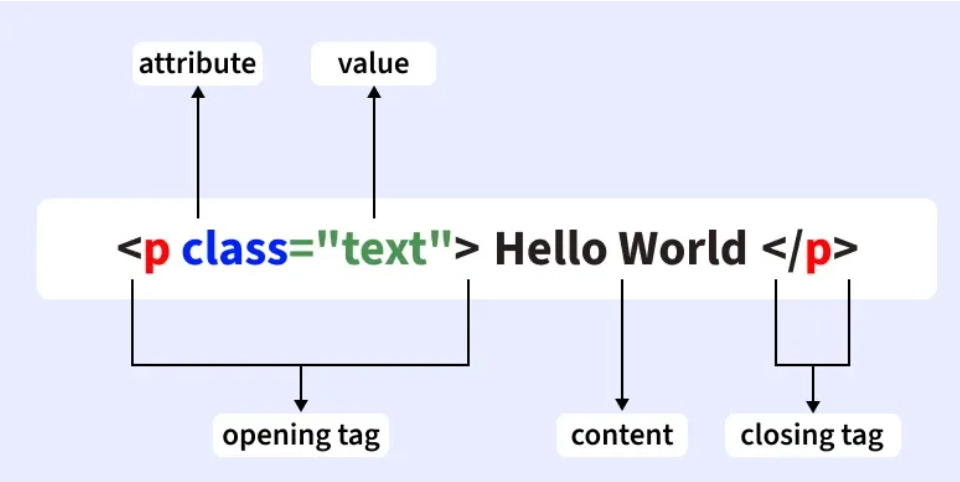 attribute value
<p class="text"> Hello World </p>
opening tag content closing tag